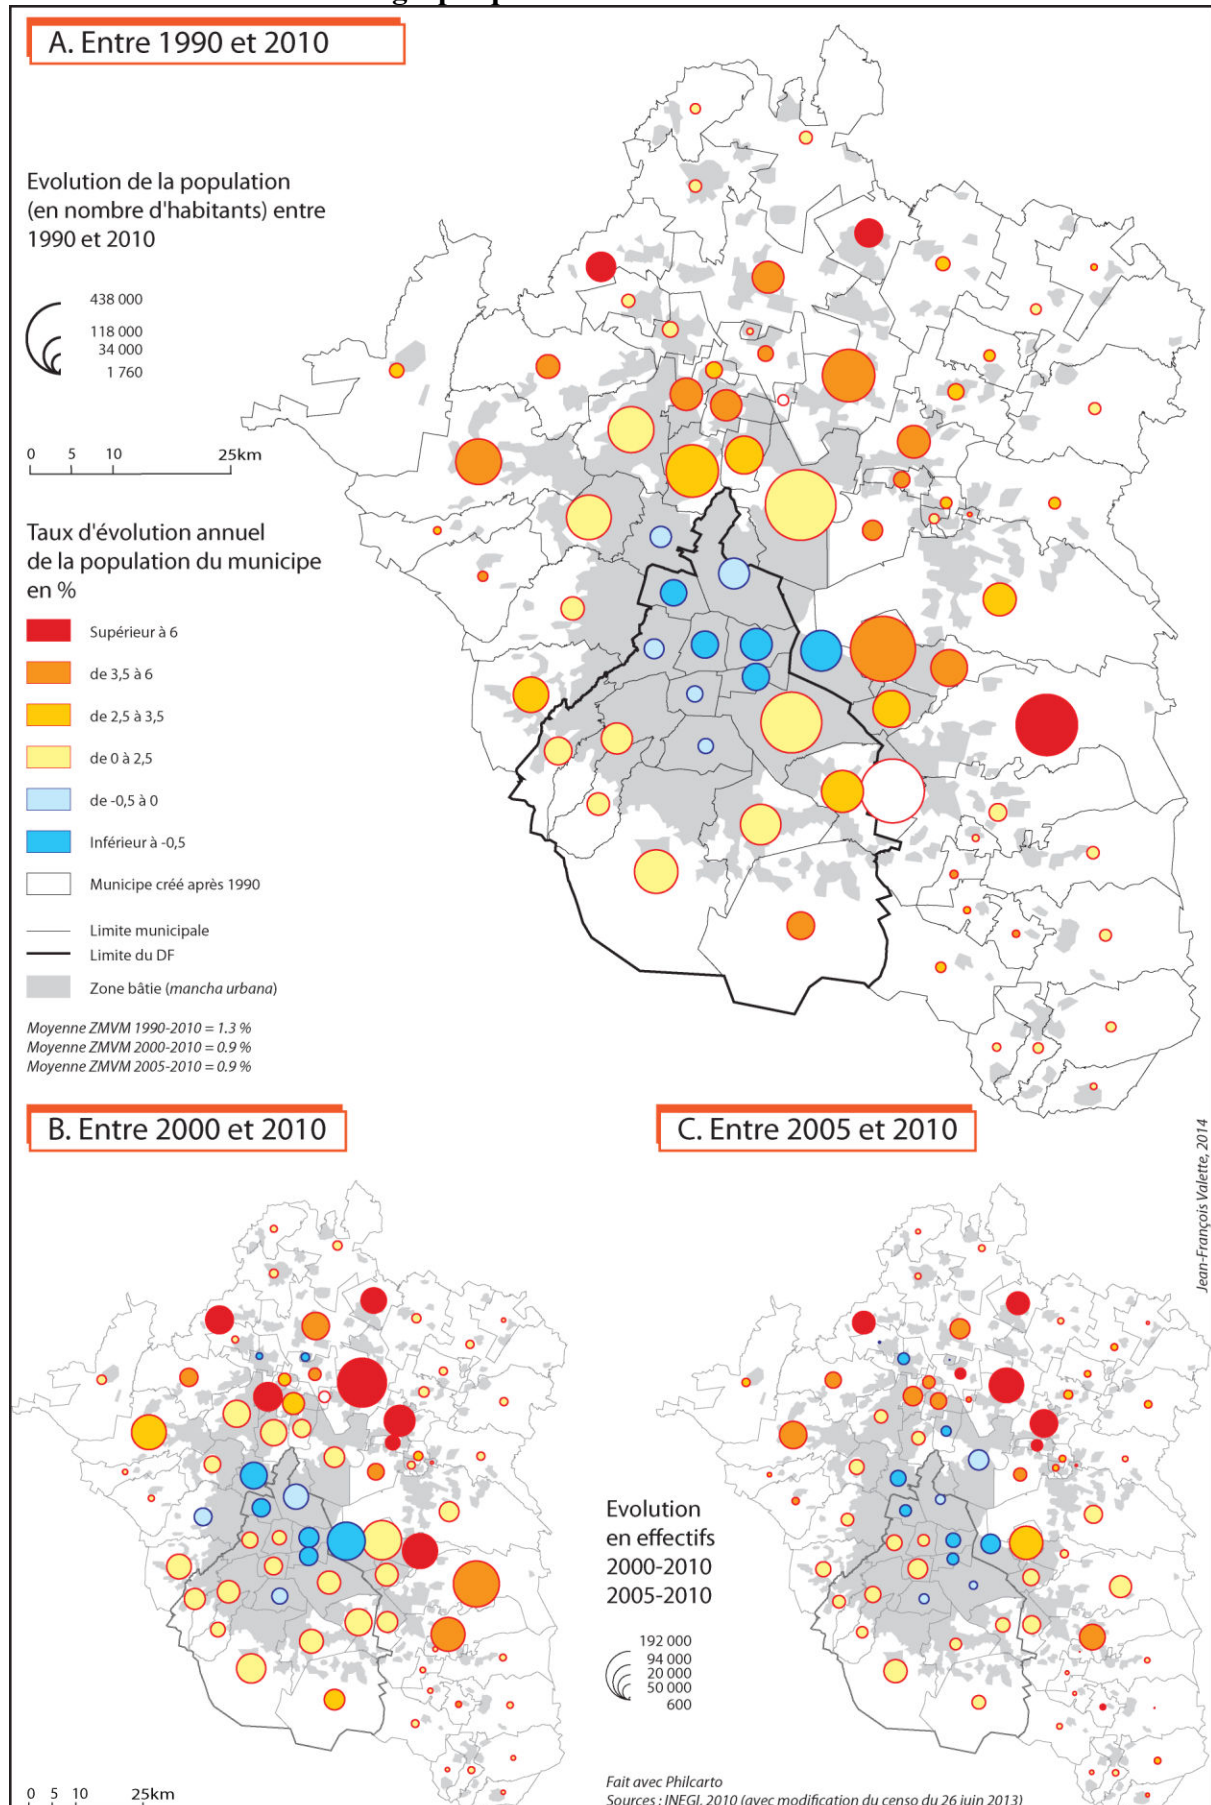 A. Entre 1990 et 2010
Evolution de la population
(en nombre d'habitants) entre
1990 et 2010
438 000
118 000
34 000
1 760
0 5 10 25km
Taux d'évolution annuel
de la population du municipe
en %
Supérieur à 6
de 3,5 à 6
de 2,5 à 3,5
de 0 à 2,5
de -0,5 à 0
Inférieur à -0,5
Municipe créé après 1990
Limite municipale
Limite du DF
Zone bâtie (mancha urbana)
Moyenne ZMVM 1990-2010 = 1.3 %
Moyenne ZMVM 2000-2010 = 0.9 %
Moyenne ZMVM 2005-2010 = 0.9 %
B. Entre 2000 et 2010
C. Entre 2005 et 2010
Jean-François Valette, 2014
Evolution
en effectifs
2000-2010
2005-2010
192 000
94 000
20 000
50 000
600
0 5 10 25km
Fait avec Philcarto
Sources : INEGI, 2010 (avec modification du censo du 26 juin 2013)